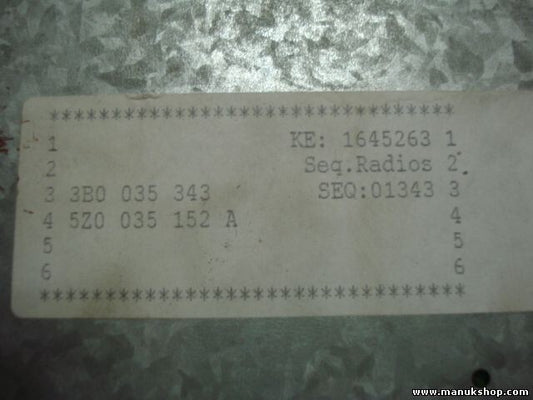 ***************************************
1 KE: 1645263 1
2 Seq.Radios 2
3 3B0 035 343 SEQ:01343 3
4 5Z0 035 152 A 4
5 5
6 6
***************************************
www.manukshop.com